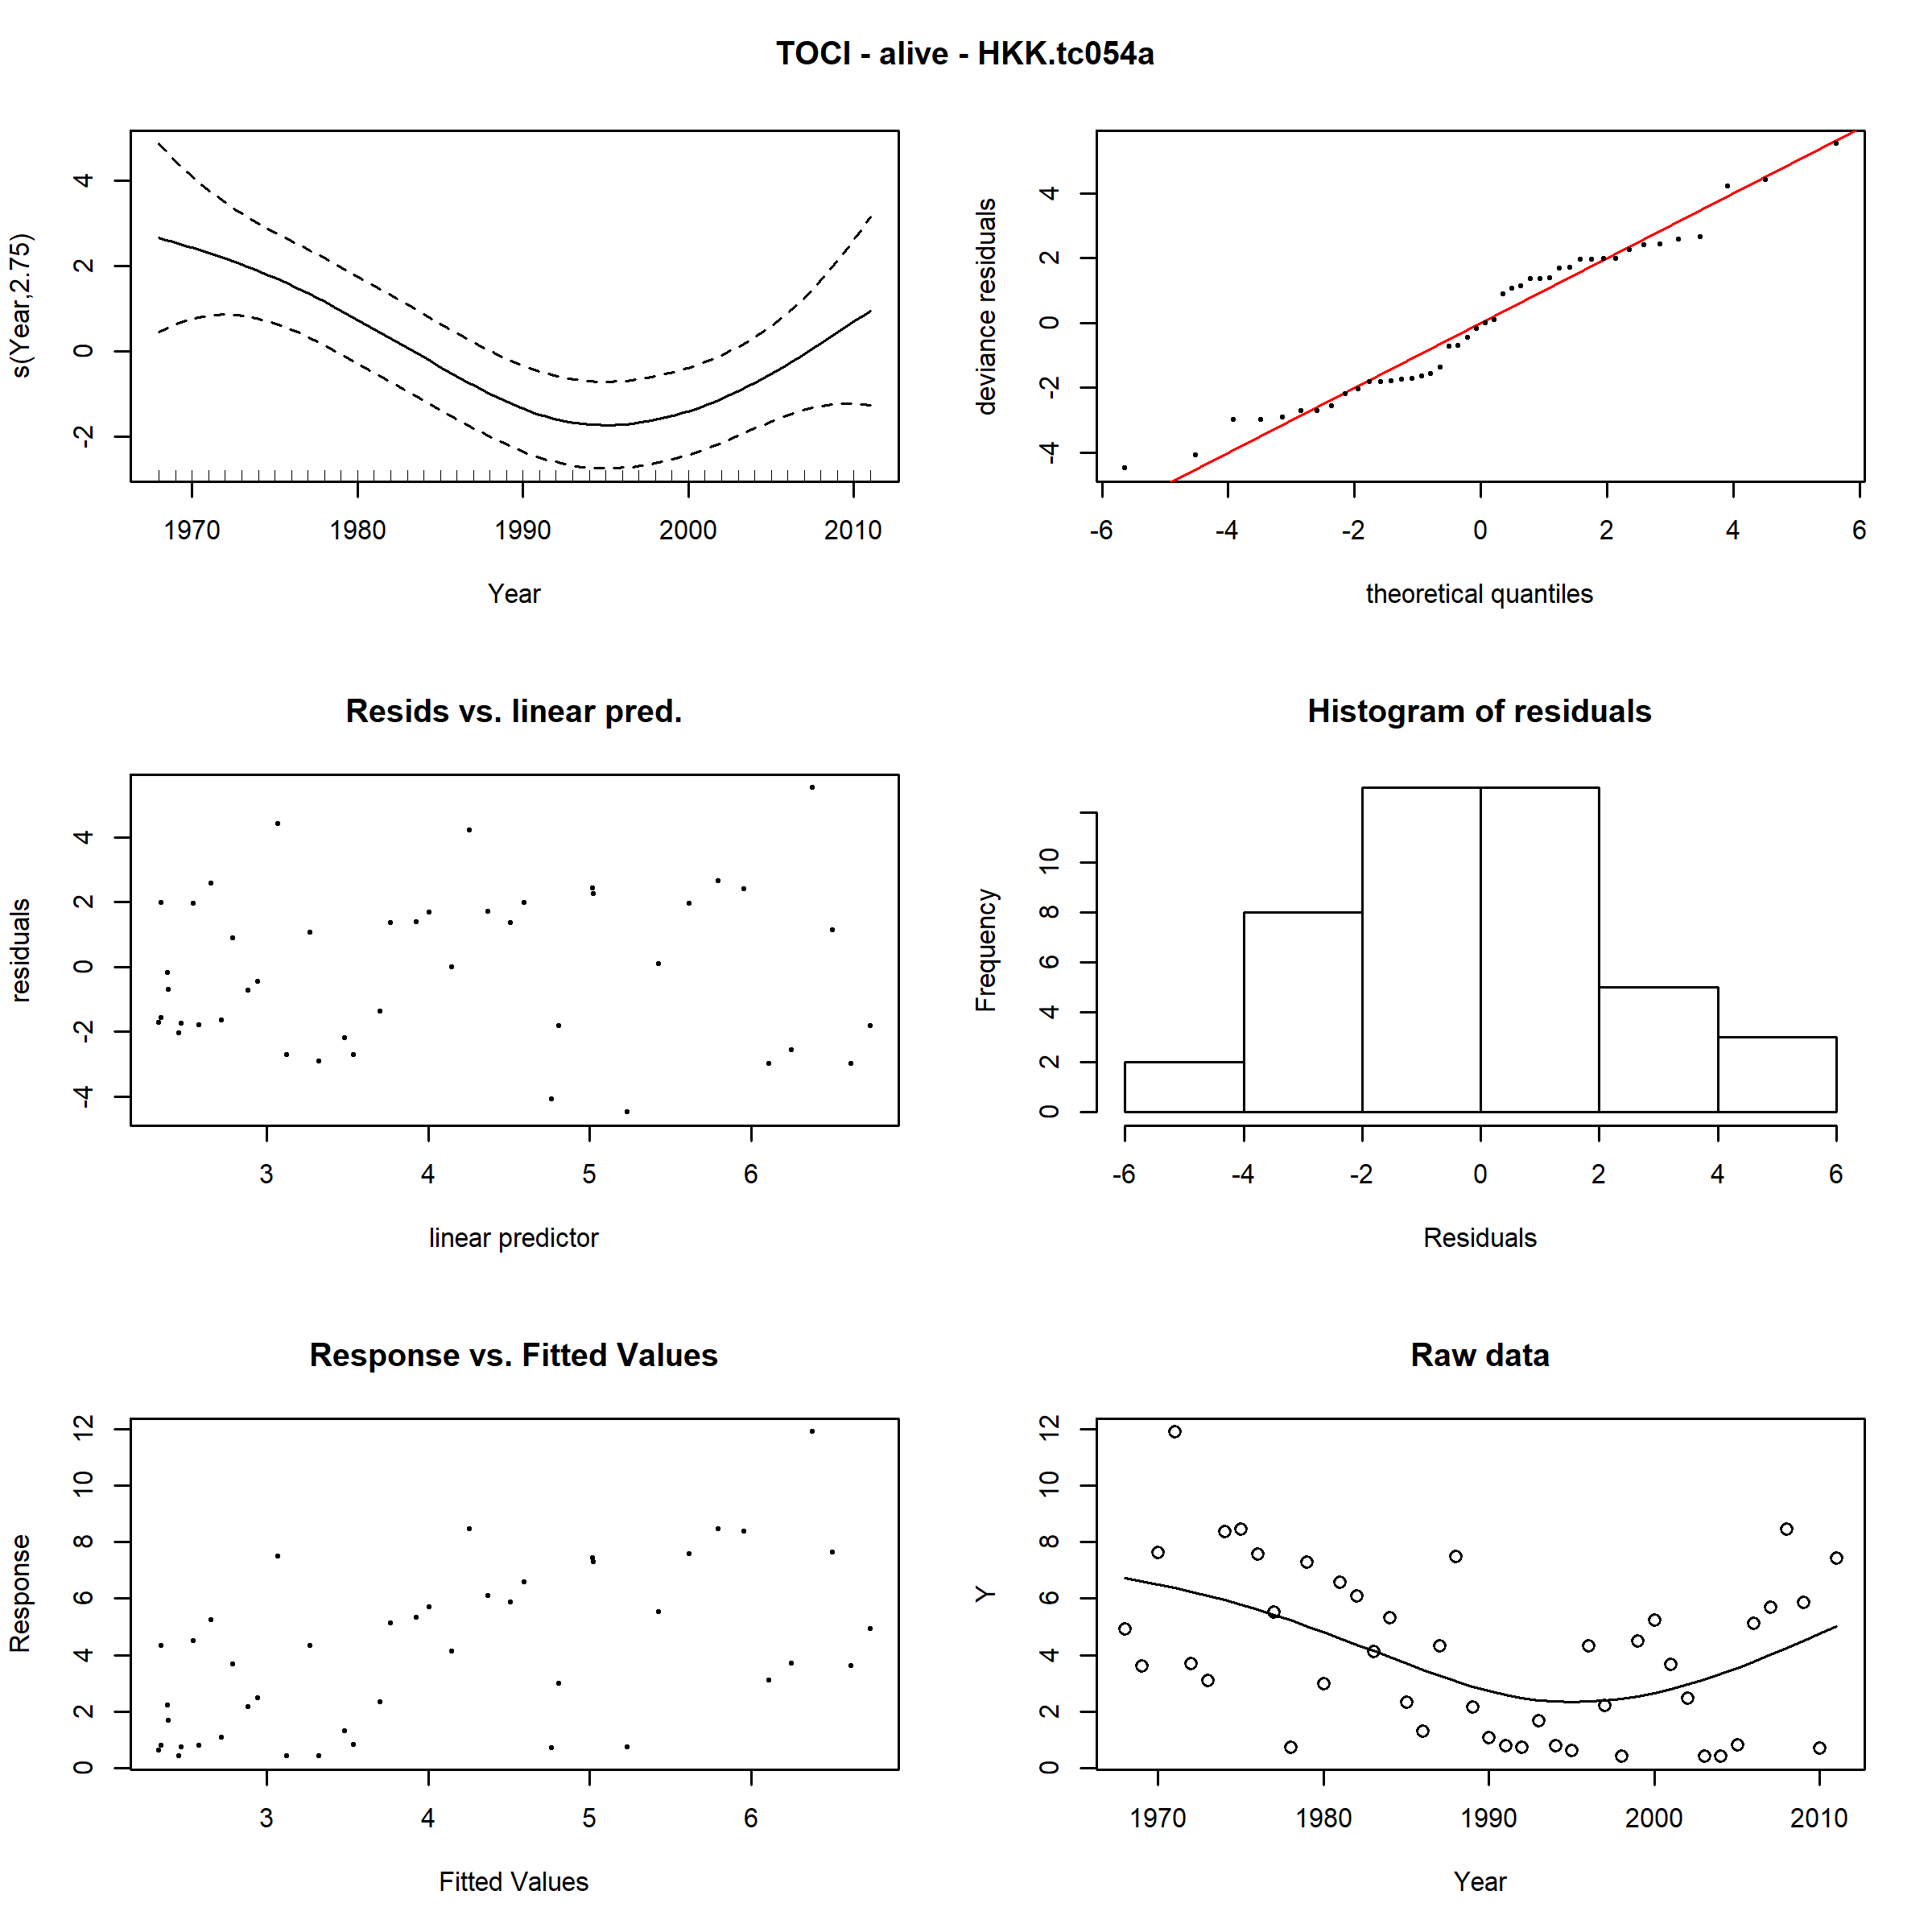 TOCI - alive - HKK.tc054a
s(Year,2.75)
4
2
0
-2
1970 1980 1990 2000 2010
Year
deviance residuals
4
2
0
-2
-4
-6 -4 -2 0 2 4 6
theoretical quantiles
Resids vs. linear pred.
residuals
4
2
0
-2
-4
3 4 5 6
linear predictor
Histogram of residuals
Frequency
10
8
6
4
2
0
-6 -4 -2 0 2 4 6
Residuals
Response vs. Fitted Values
Response
12
10
8
6
4
2
0
3 4 5 6
Fitted Values
Raw data
Y
12
10
8
6
4
2
0
1970 1980 1990 2000 2010
Year